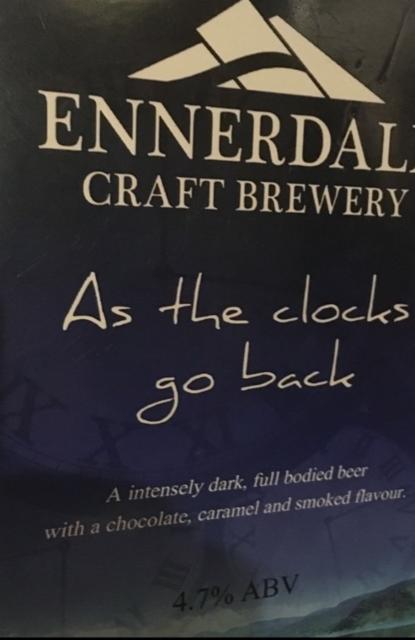 ENNERDAL
CRAFT BREWERY
As the clocks
go back
A intensely dark, full bodied beer
with a chocolate, caramel and smoked flavour.
4.7% ABV